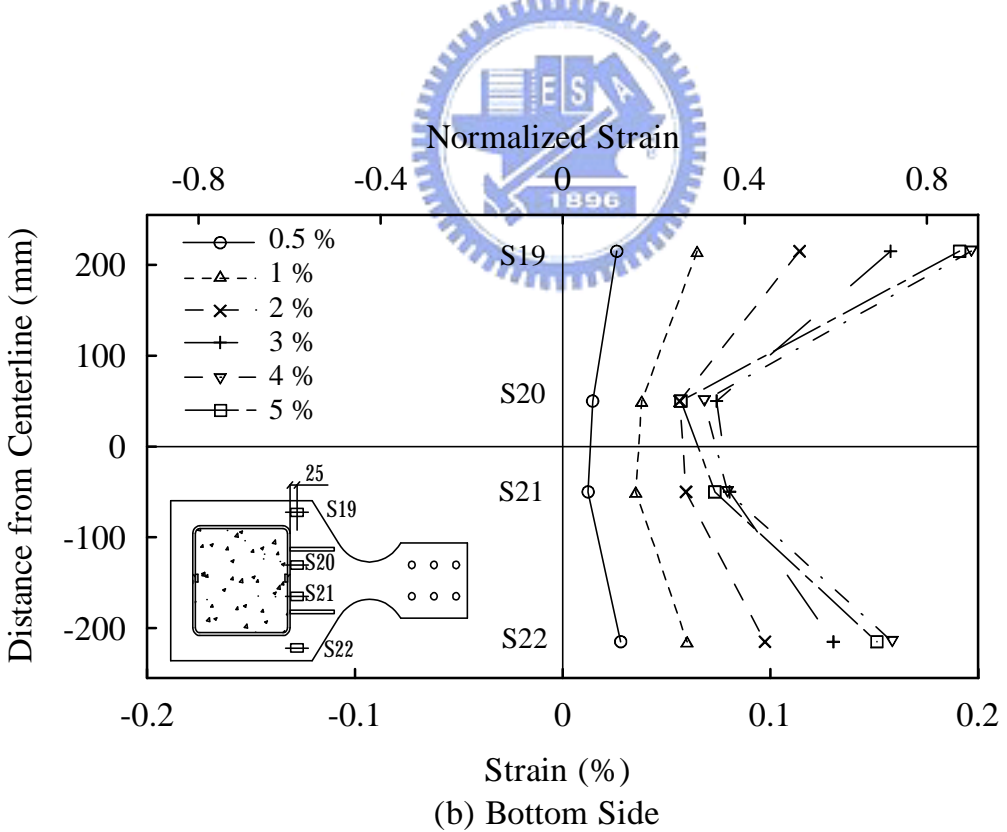 E S A
1896
Normalized Strain
-0.8 -0.4 0 0.4 0.8
Distance from Centerline (mm)
200
100
0
-100
-200
0.5 %
1 %
2 %
3 %
4 %
5 %
S19
S20
S21
S22
25
S19
S20
S21
S22
-0.2 -0.1 0 0.1 0.2
Strain (%)
(b) Bottom Side